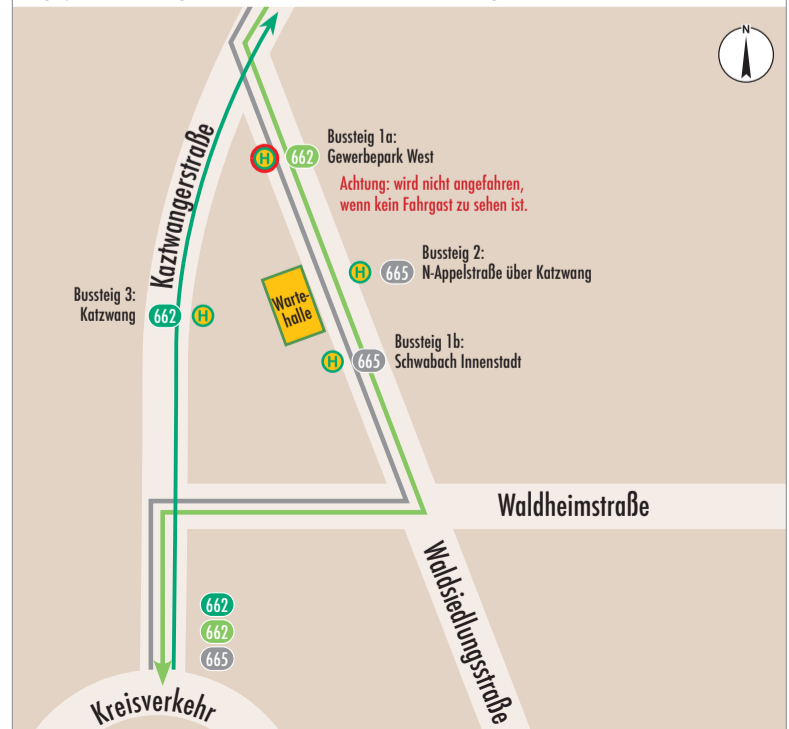 N
Bussteig 1a:
H 662 Gewerbepark West
Achtung: wird nicht angefahren,
wenn kein Fahrgast zu sehen ist.
Kaztwangerstraße
Bussteig 2:
H 665 N-Appelstraße über Katzwang
Bussteig 3:
Katzwang 662 H
Warte-
halle
Bussteig 1b:
H 665 Schwabach Innenstadt
Waldheimstraße
Waldsiedlungsstraße
662
662
665
Kreisverkehr